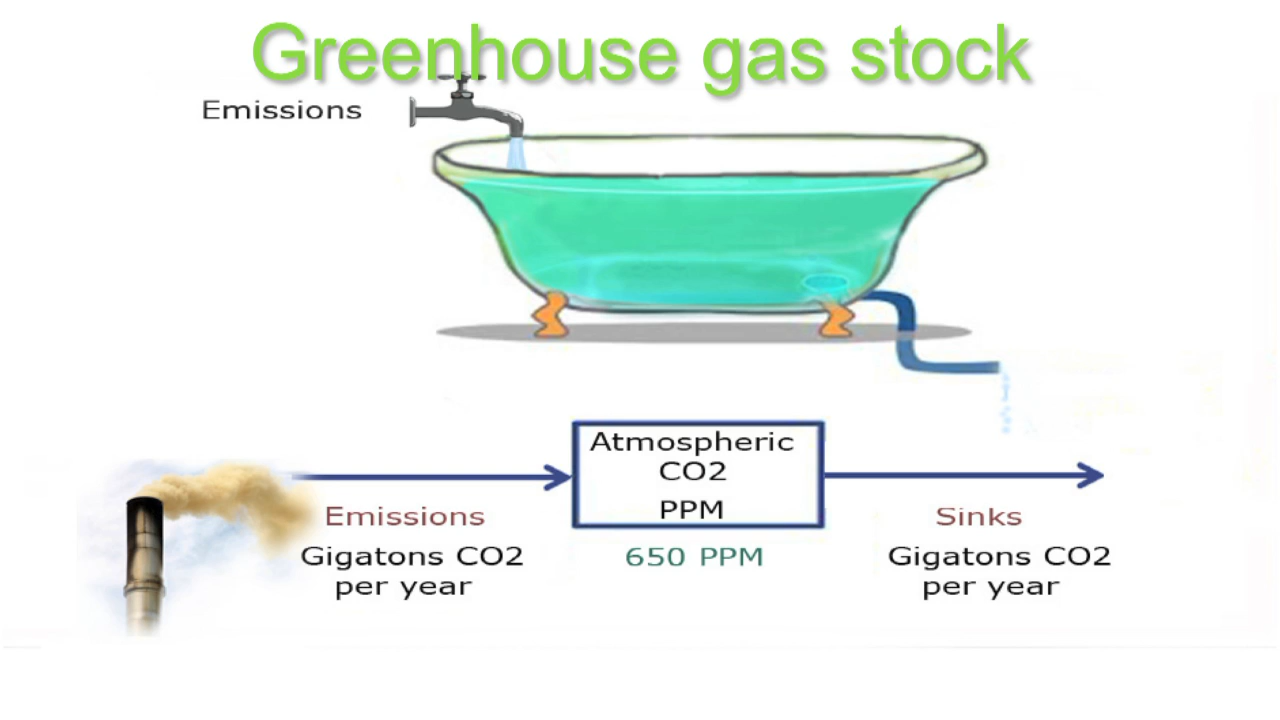 Greenhouse gas stock
Emissions
Atmospheric
CO2
PPM
Emissions
Gigatons CO2
per year
650 PPM
Sinks
Gigatons CO2
per year